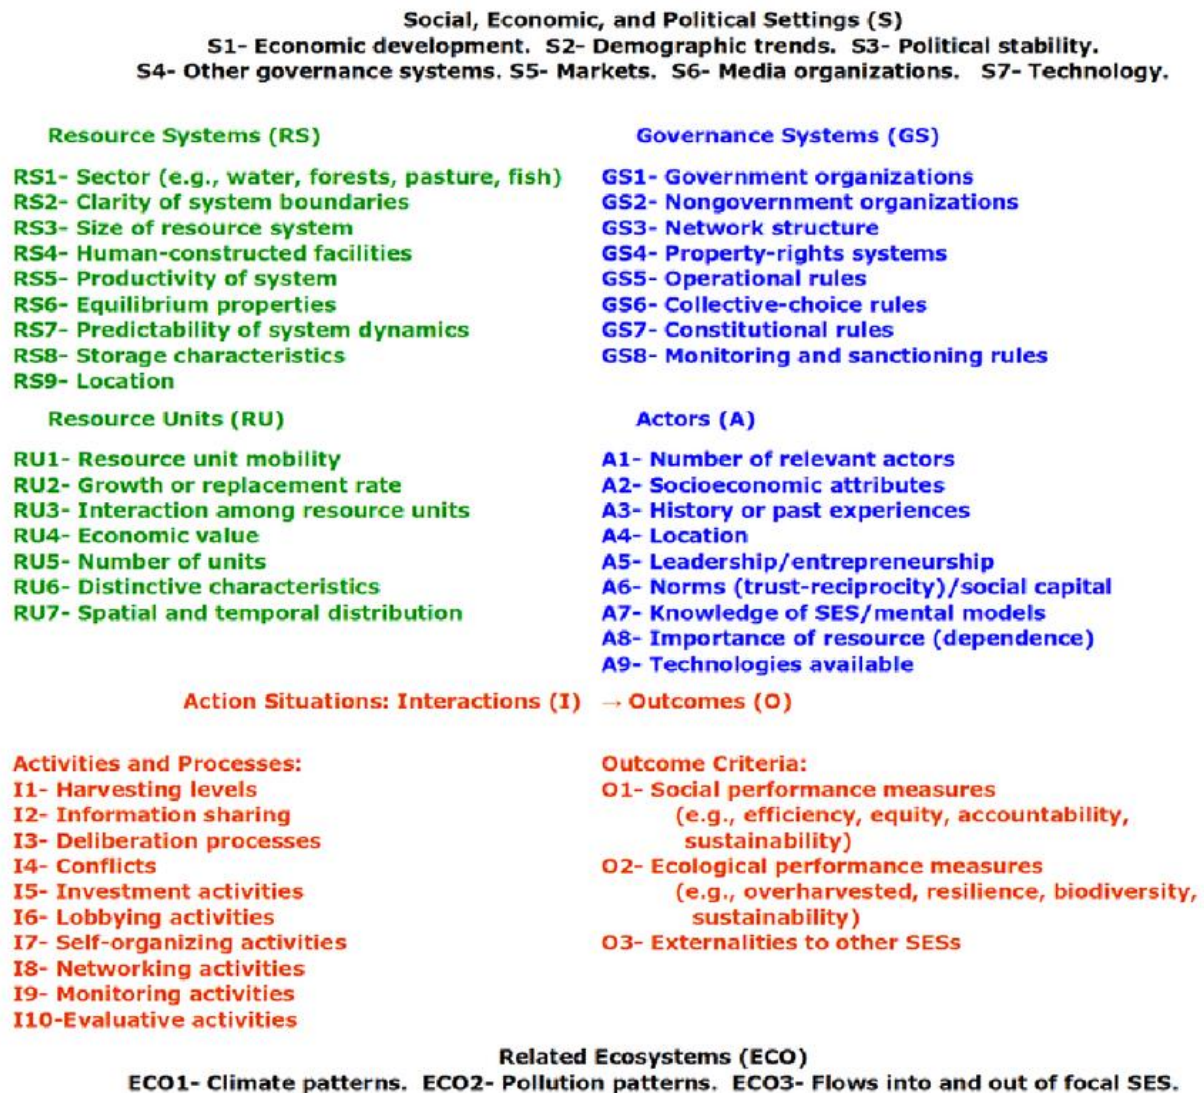 Social, Economic, and Political Settings (S)
S1- Economic development.  S2- Demographic trends.  S3- Political stability.
S4- Other governance systems. S5- Markets.  S6- Media organizations.   S7- Technology.
Resource Systems (RS)
RS1- Sector (e.g., water, forests, pasture, fish)
RS2- Clarity of system boundaries
RS3- Size of resource system
RS4- Human-constructed facilities
RS5- Productivity of system
RS6- Equilibrium properties
RS7- Predictability of system dynamics
RS8- Storage characteristics
RS9- Location
Governance Systems (GS)
GS1- Government organizations
GS2- Nongovernment organizations
GS3- Network structure
GS4- Property-rights systems
GS5- Operational rules
GS6- Collective-choice rules
GS7- Constitutional rules
GS8- Monitoring and sanctioning rules
Resource Units (RU)
RU1- Resource unit mobility
RU2- Growth or replacement rate
RU3- Interaction among resource units
RU4- Economic value
RU5- Number of units
RU6- Distinctive characteristics
RU7- Spatial and temporal distribution
Actors (A)
A1- Number of relevant actors
A2- Socioeconomic attributes
A3- History or past experiences
A4- Location
A5- Leadership/entrepreneurship
A6- Norms (trust-reciprocity)/social capital
A7- Knowledge of SES/mental models
A8- Importance of resource (dependence)
A9- Technologies available
Action Situations: Interactions (I)  → Outcomes (O)
Activities and Processes:
I1- Harvesting levels
I2- Information sharing
I3- Deliberation processes
I4- Conflicts
I5- Investment activities
I6- Lobbying activities
I7- Self-organizing activities
I8- Networking activities
I9- Monitoring activities
I10-Evaluative activities
Outcome Criteria:
O1- Social performance measures
(e.g., efficiency, equity, accountability,
sustainability)
O2- Ecological performance measures
(e.g., overharvested, resilience, biodiversity,
sustainability)
O3- Externalities to other SESs
Related Ecosystems (ECO)
ECO1- Climate patterns.  ECO2- Pollution patterns.  ECO3- Flows into and out of focal SES.